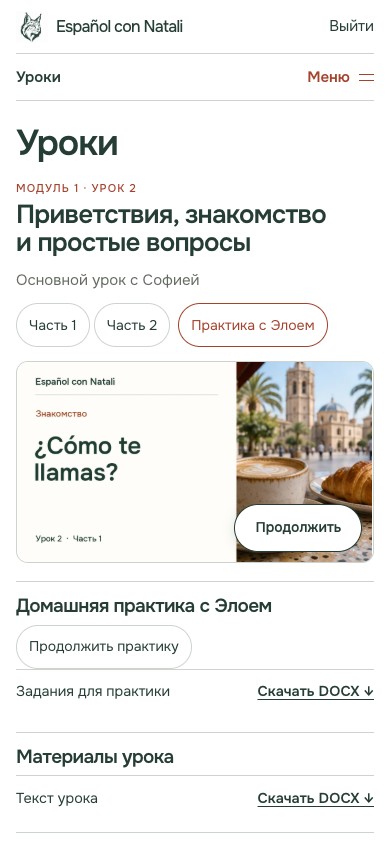 Español con Natali
Выйти
Уроки
Меню
Уроки
МОДУЛЬ 1 · УРОК 2
Приветствия, знакомство
и простые вопросы
Основной урок с Софией
Часть 1
Часть 2
Практика с Элоем
Español con Natali
Знакомство
¿Cómo te
llamas?
Урок 2 · Часть 1
Продолжить
Домашняя практика с Элоем
Продолжить практику
Задания для практики
Скачать DOCX ↓
Материалы урока
Текст урока
Скачать DOCX ↓